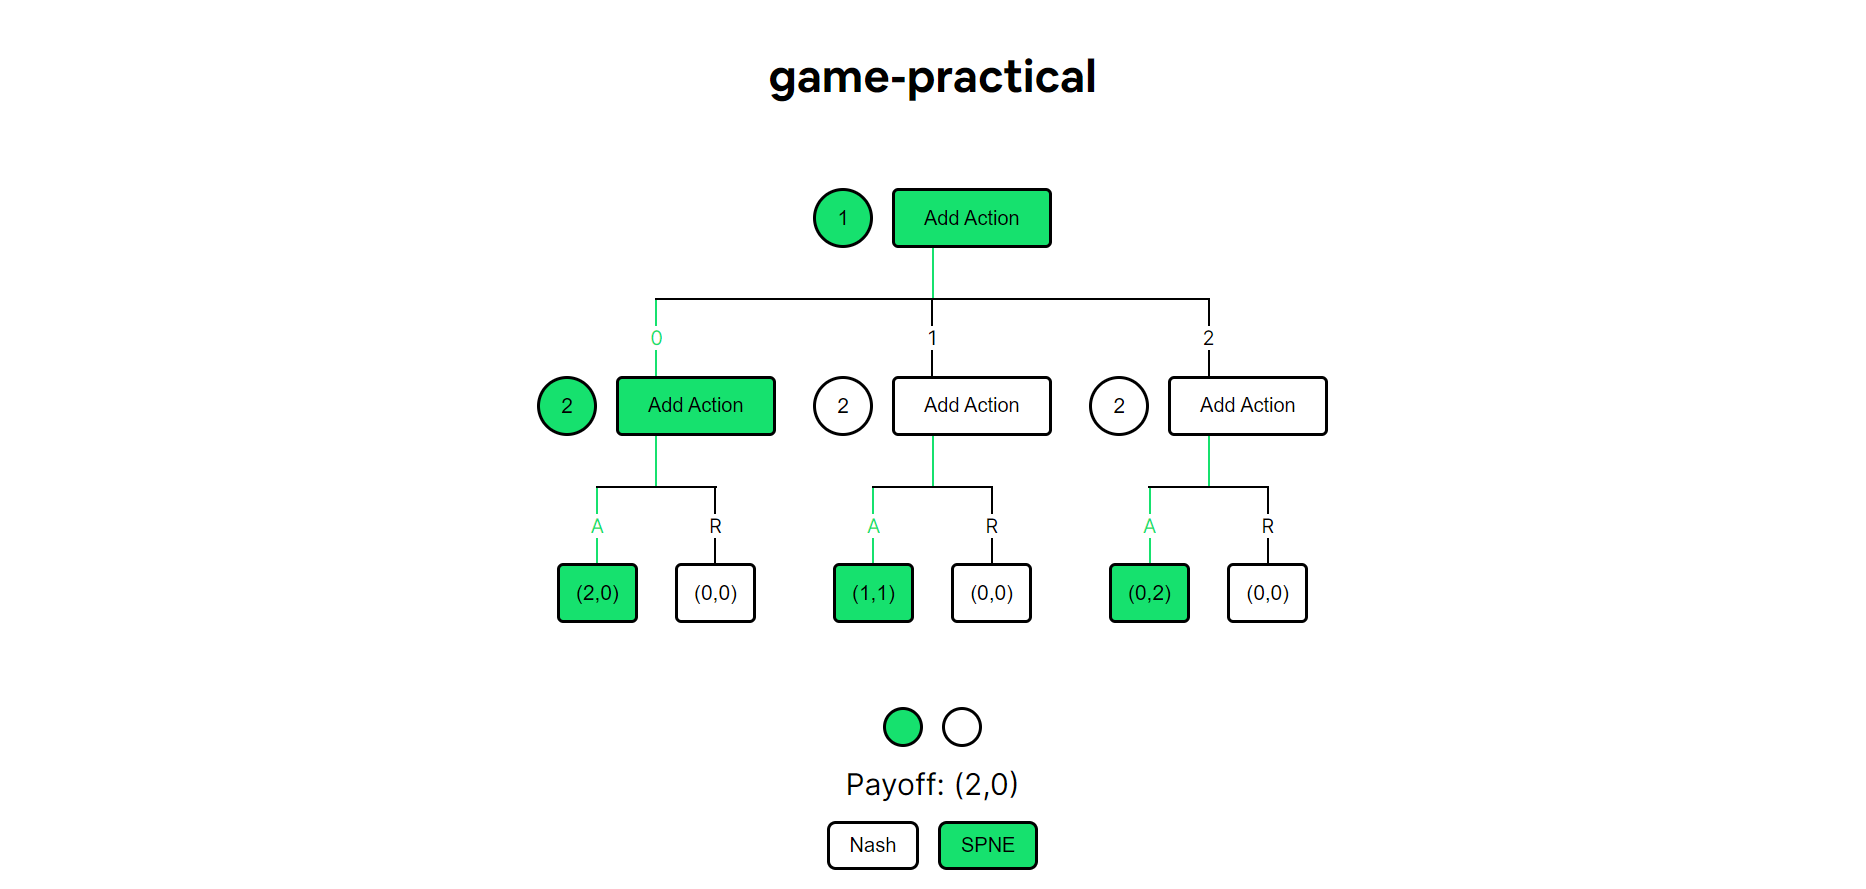 game-practical
1 Add Action
0 1 2
2 Add Action 2 Add Action 2 Add Action
A R A R A R
(2,0) (0,0) (1,1) (0,0) (0,2) (0,0)
Payoff: (2,0)
Nash SPNE